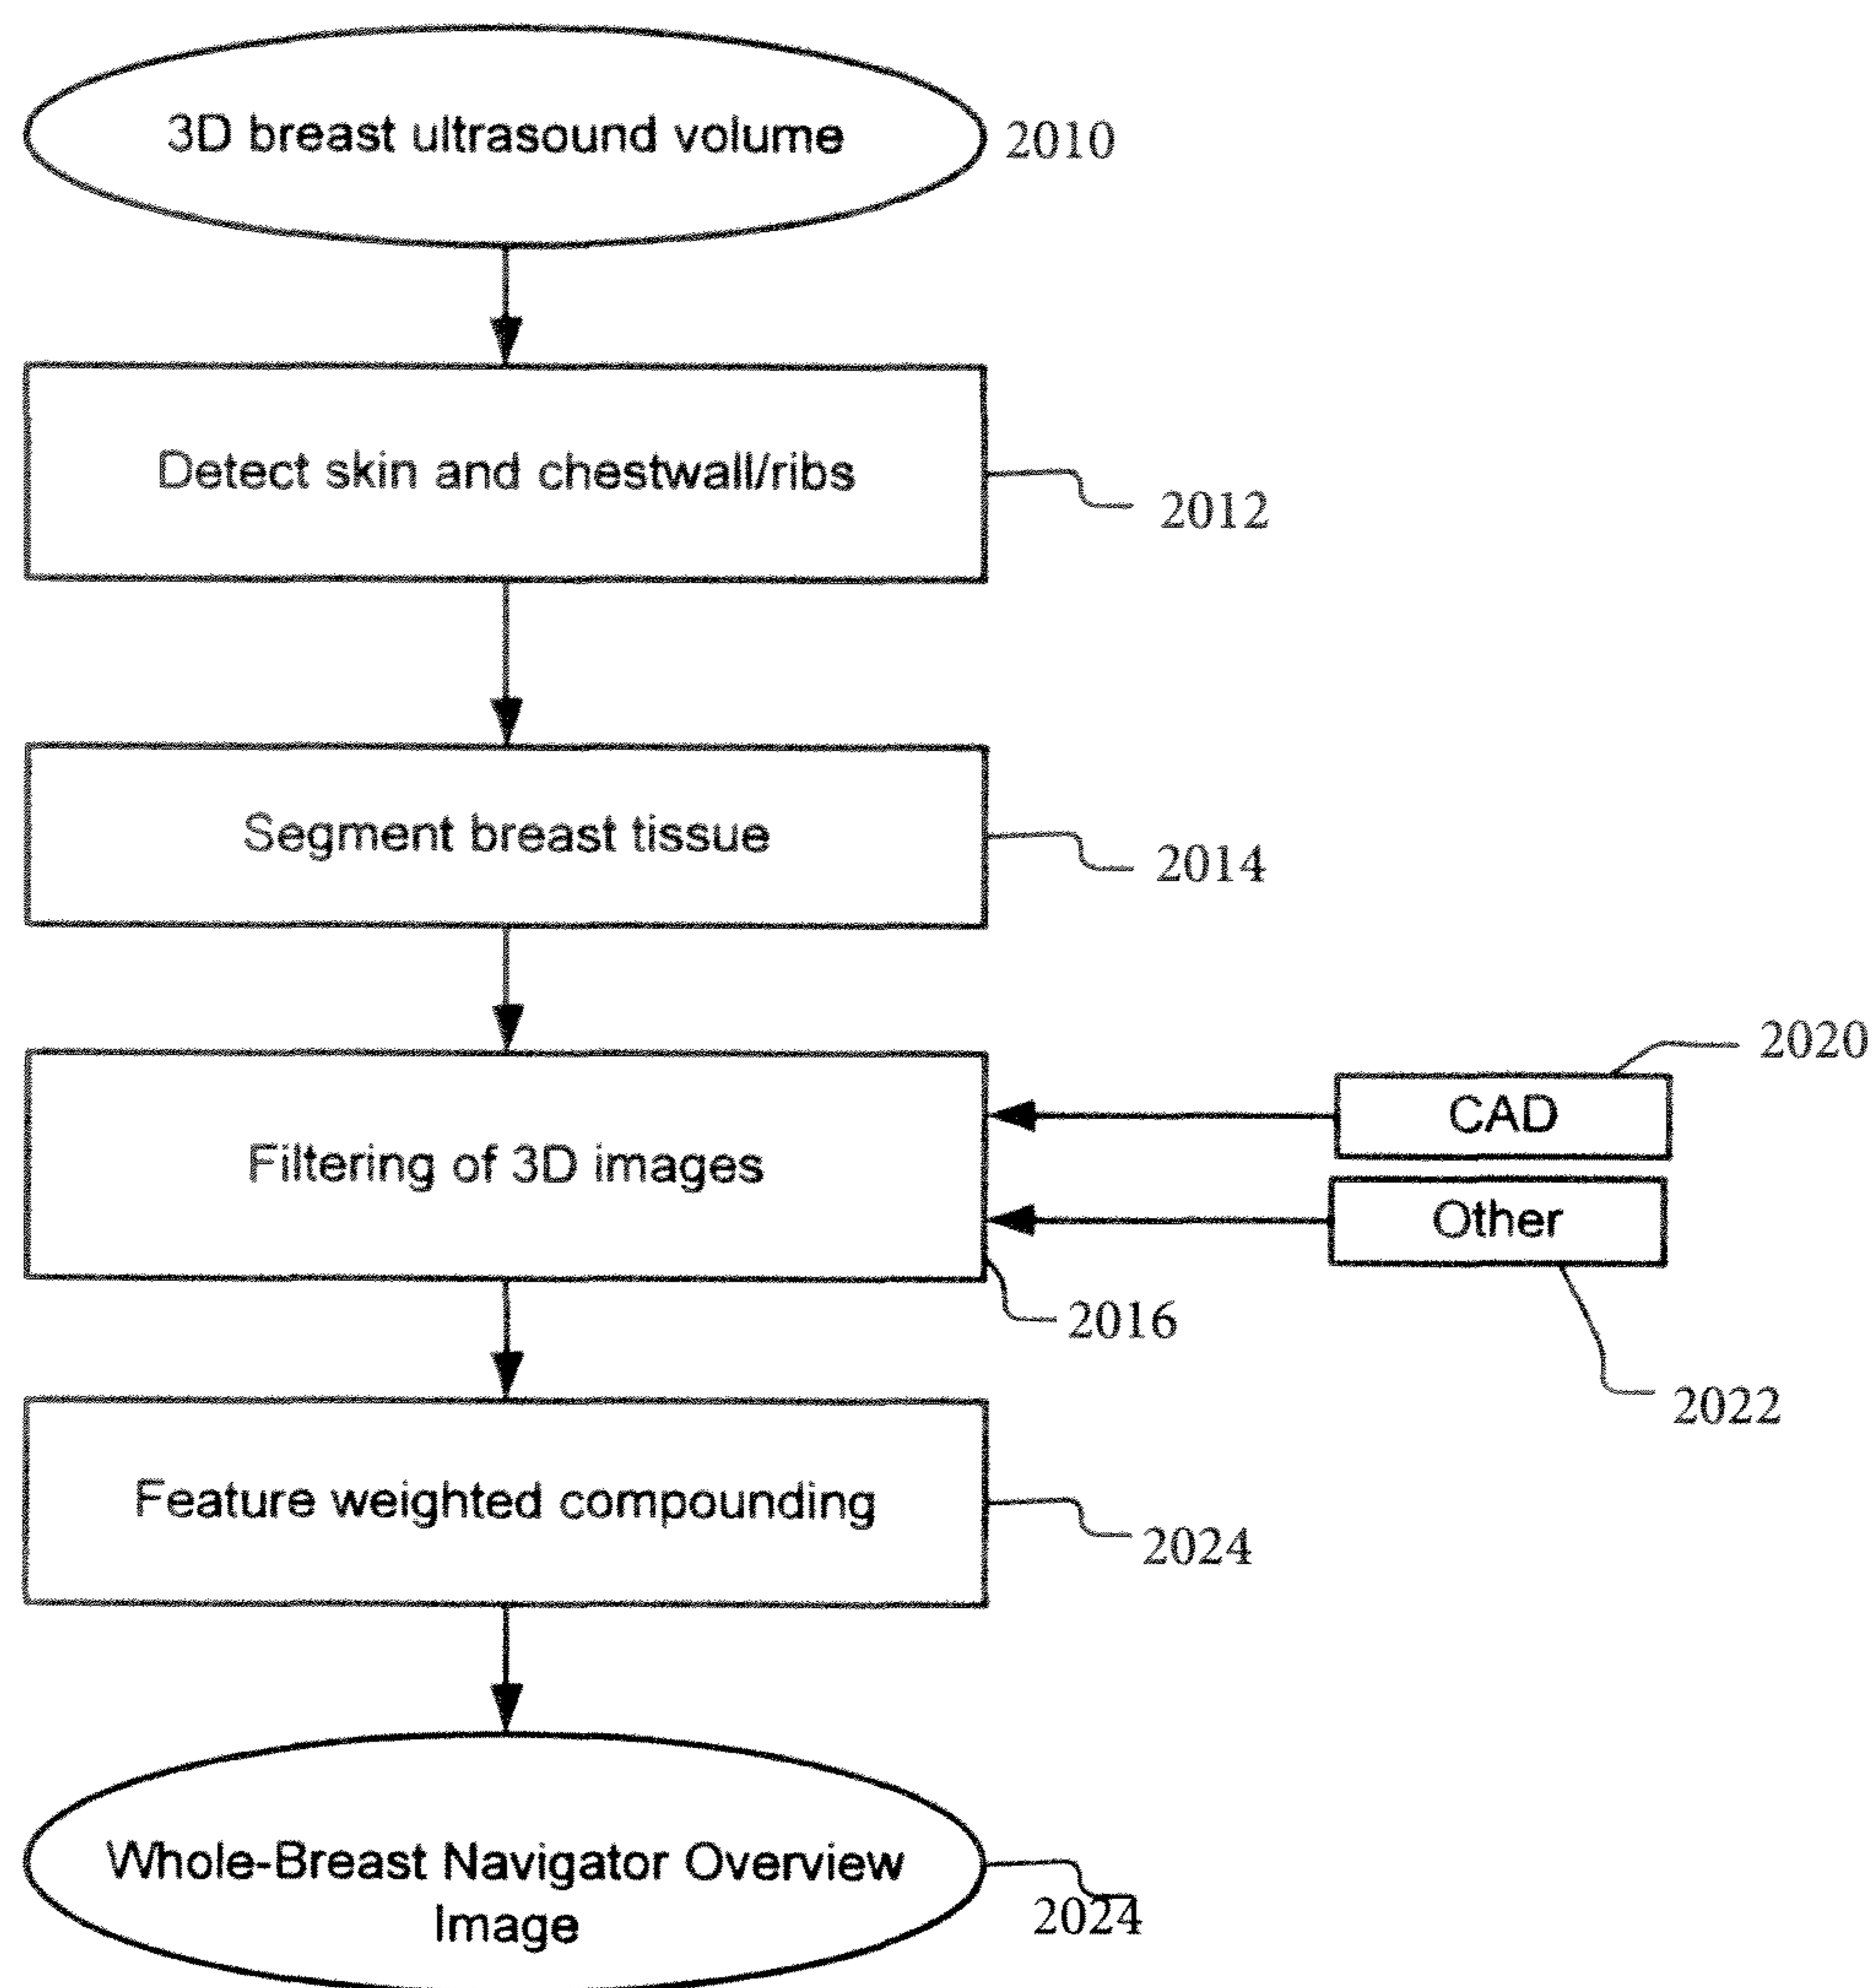 3D breast ultrasound volume
2010
Detect skin and chestwall/ribs
2012
Segment breast tissue
2014
2020
CAD
Filtering of 3D images
Other
2016
2022
Feature weighted compounding
2024
Whole-Breast Navigator Overview
Image
2024